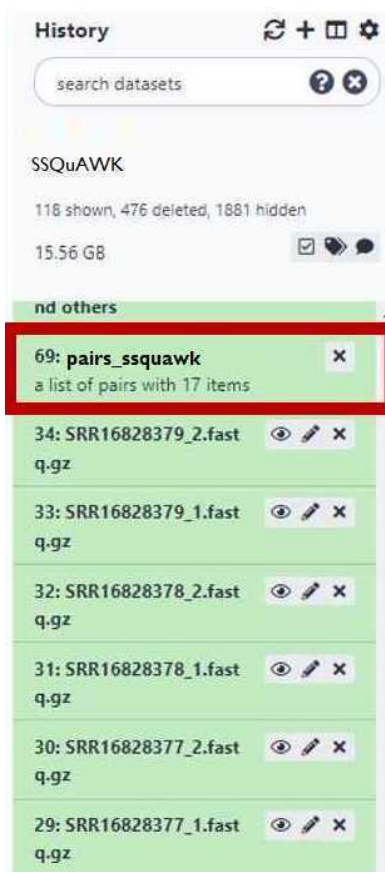 History
search datasets
SSQuAWK
118 shown, 476 deleted, 1881 hidden
15.56 GB
nd others
69: pairs_ssquawk
a list of pairs with 17 items
34: SRR16828379_2.fast
q.gz
33: SRR16828379_1.fast
q.gz
32: SRR16828378_2.fast
q.gz
31: SRR16828378_1.fast
q.gz
30: SRR16828377_2.fast
q.gz
29: SRR16828377_1.fast
q.gz